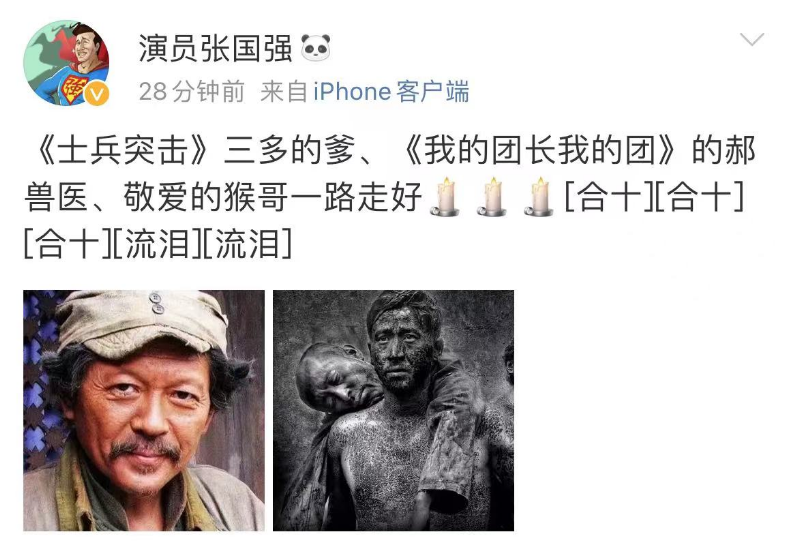 演员张国强🐼
28分钟前 来自 iPhone客户端
《士兵突击》三多的爹、《我的团长我的团》的郝
兽医、敬爱的猴哥一路走好🕯️🕯️🕯️[合十][合十]
[合十][流泪][流泪]